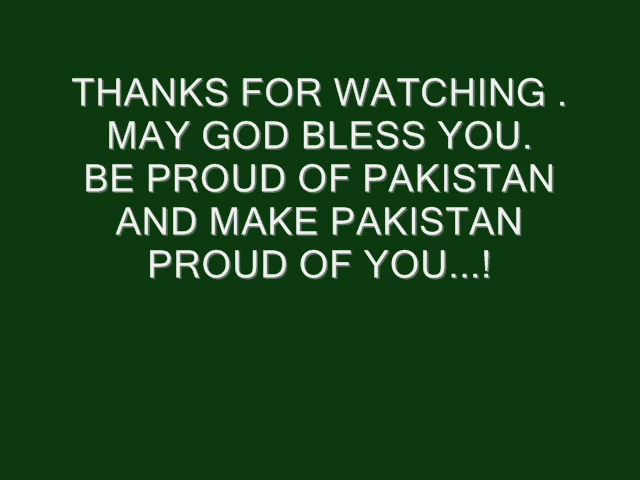 THANKS FOR WATCHING .
MAY GOD BLESS YOU.
BE PROUD OF PAKISTAN
AND MAKE PAKISTAN
PROUD OF YOU...!